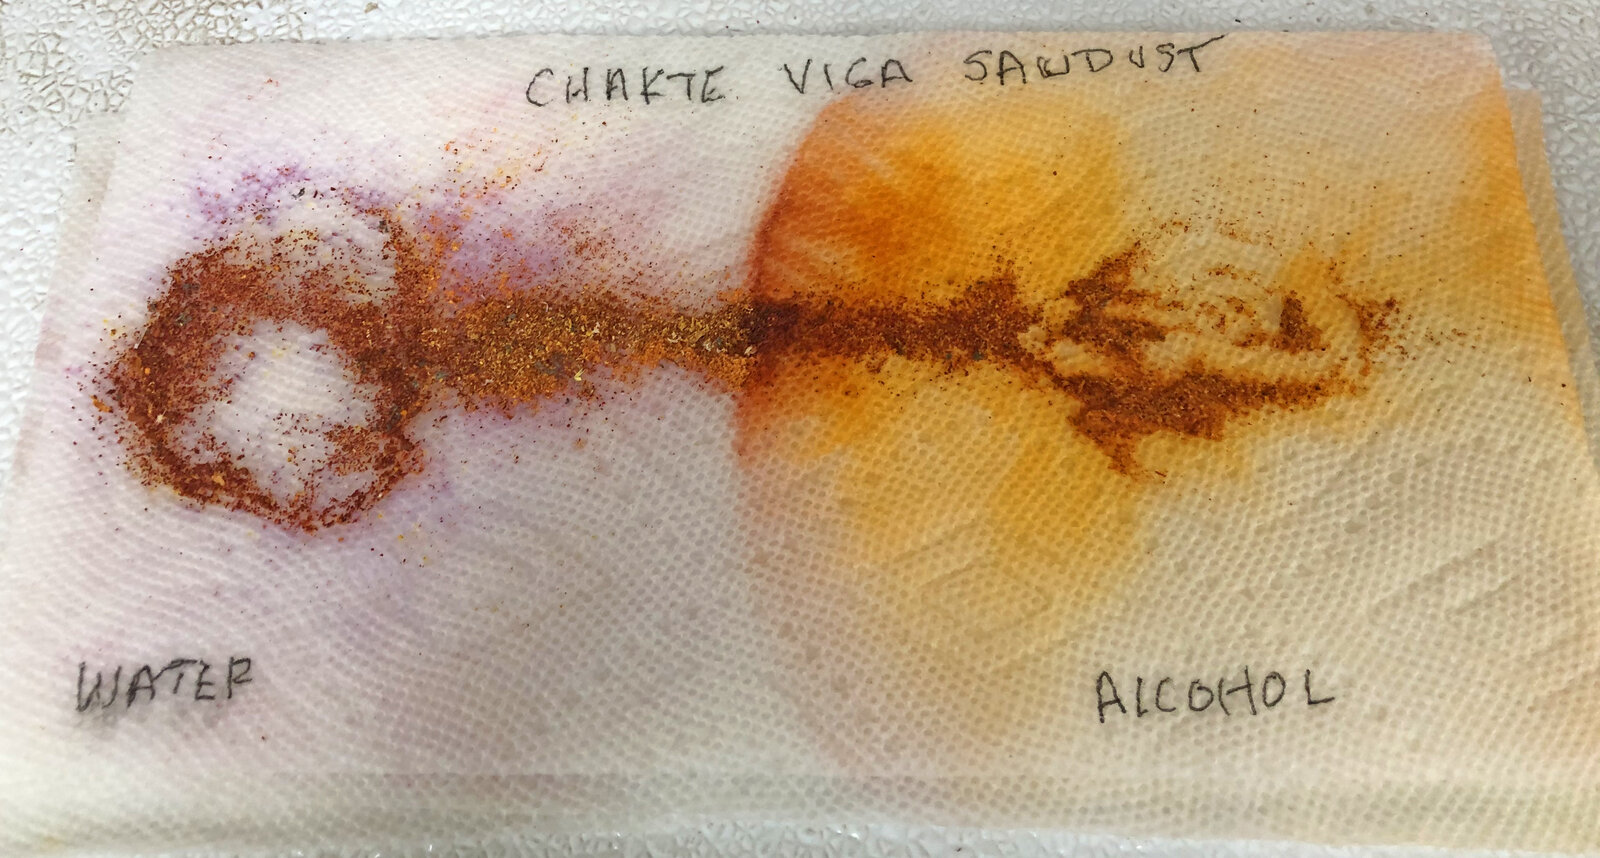 CHAKTE VIGA SAWDUST
WATER
ALCOHOL